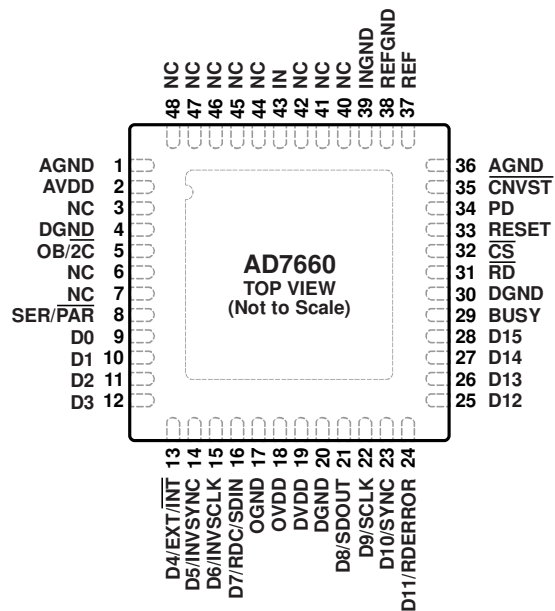 48 NC
47 NC
46 NC
45 NC
44 NC
43 IN
42 NC
41 NC
40 NC
39 INGND
38 REFGND
37 REF
AGND 1
AVDD 2
NC 3
DGND 4
OB/2C̅ 5
NC 6
NC 7
SER/P̅A̅R̅ 8
D0 9
D1 10
D2 11
D3 12
AD7660
TOP VIEW
(Not to Scale)
36 AGND
35 C̅N̅V̅S̅T̅
34 PD
33 RESET
32 C̅S̅
31 R̅D̅
30 DGND
29 BUSY
28 D15
27 D14
26 D13
25 D12
D4/EXT/I̅N̅T̅ 13
D5/INVSYNC 14
D6/INVSCLK 15
D7/RDC/SDIN 16
OGND 17
OVDD 18
DVDD 19
DGND 20
D8/SDOUT 21
D9/SCLK 22
D10/SYNC 23
D11/RDERROR 24